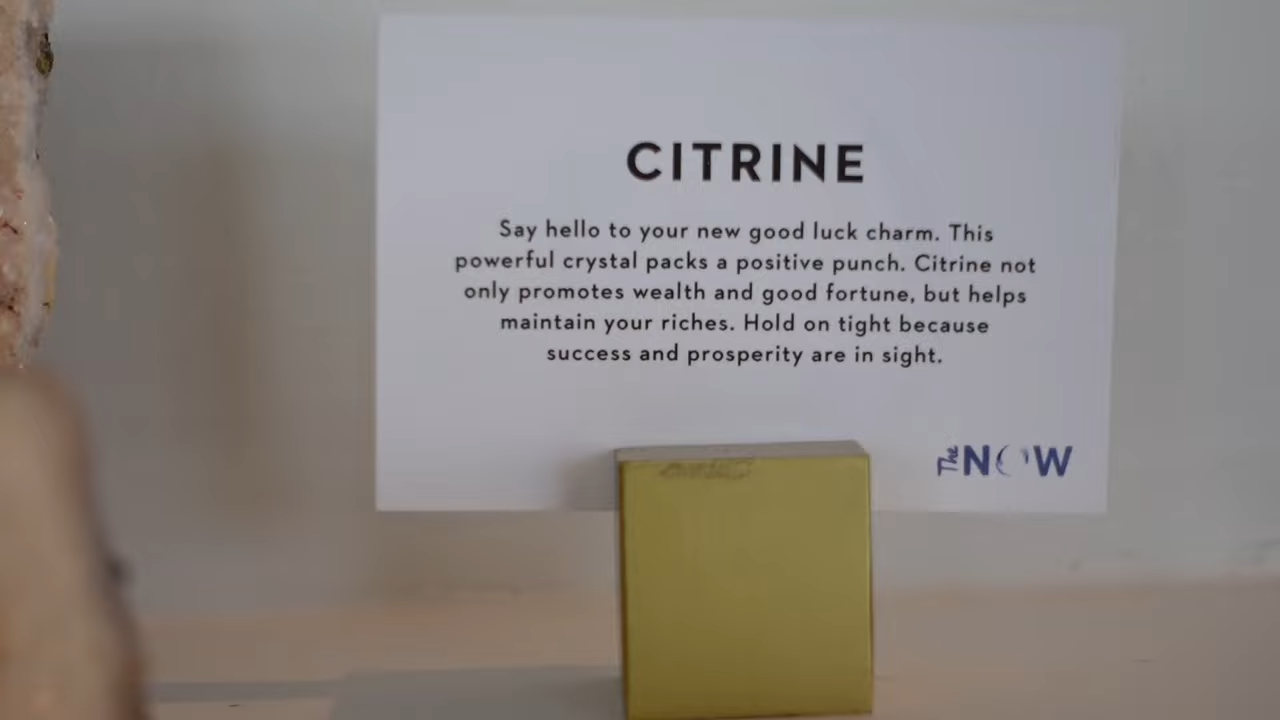 CITRINE
Say hello to your new good luck charm. This
powerful crystal packs a positive punch. Citrine not
only promotes wealth and good fortune, but helps
maintain your riches. Hold on tight because
success and prosperity are in sight.
The NOW